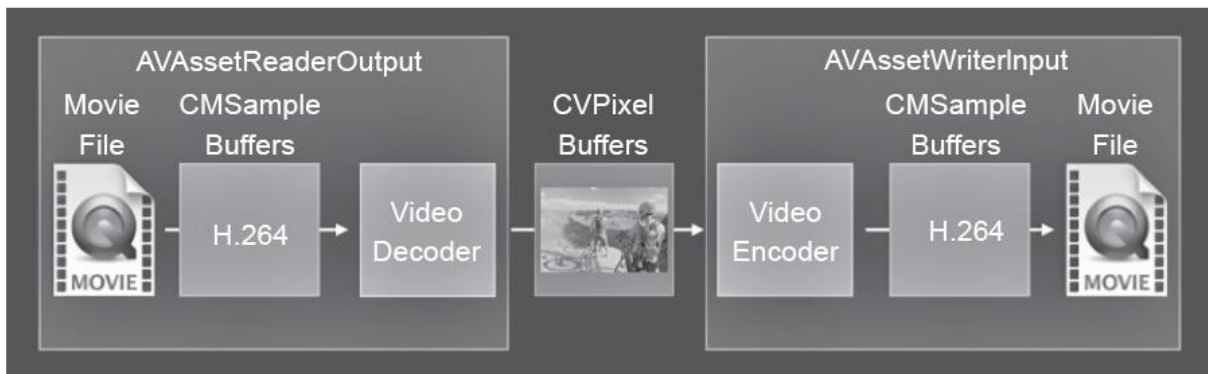 AVAssetReaderOutput
Movie
File
CMSample
Buffers
MOVIE
H.264
Video
Decoder
CVPixel
Buffers
AVAssetWriterInput
Video
Encoder
CMSample
Buffers
H.264
Movie
File
MOVIE